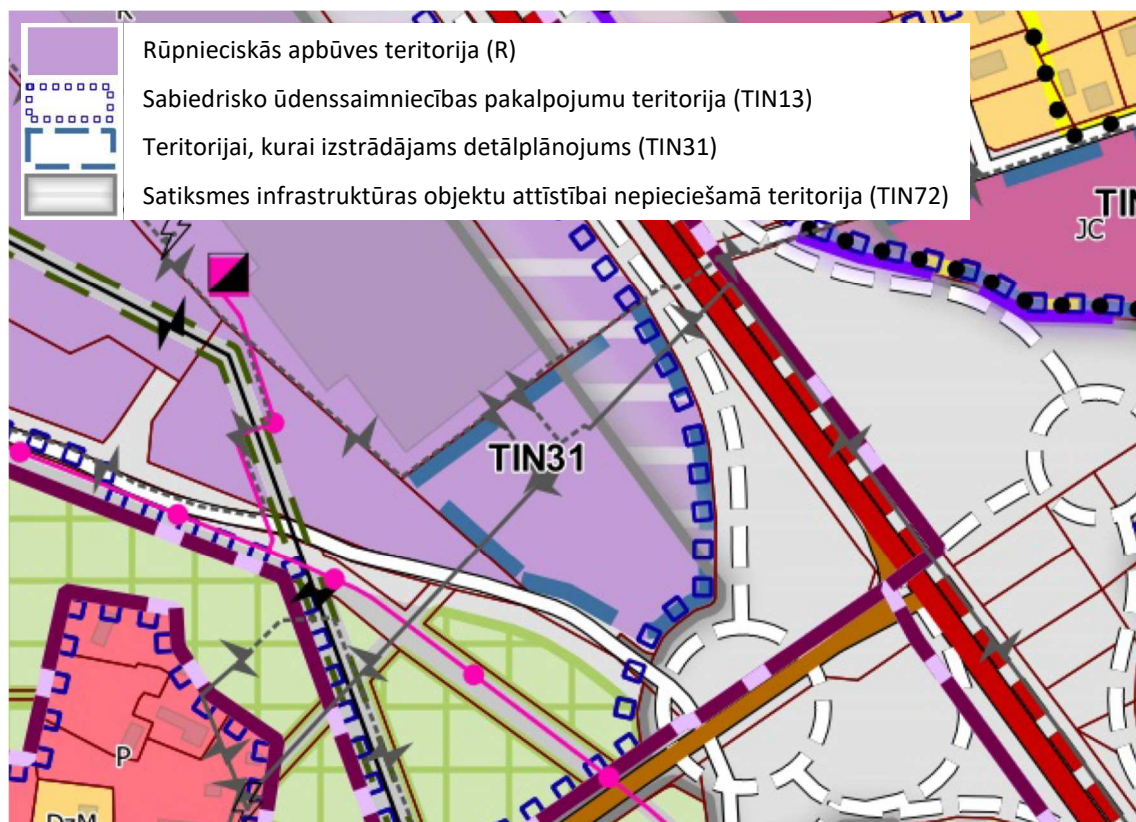 R
Rūpnieciskās apbūves teritorija (R)
Sabiedrisko ūdenssaimniecības pakalpojumu teritorija (TIN13)
Teritorijai, kurai izstrādājams detālplānojums (TIN31)
Satiksmes infrastruktūras objektu attīstībai nepieciešamā teritorija (TIN72)
TIN
JC
TIN31
P
DzM